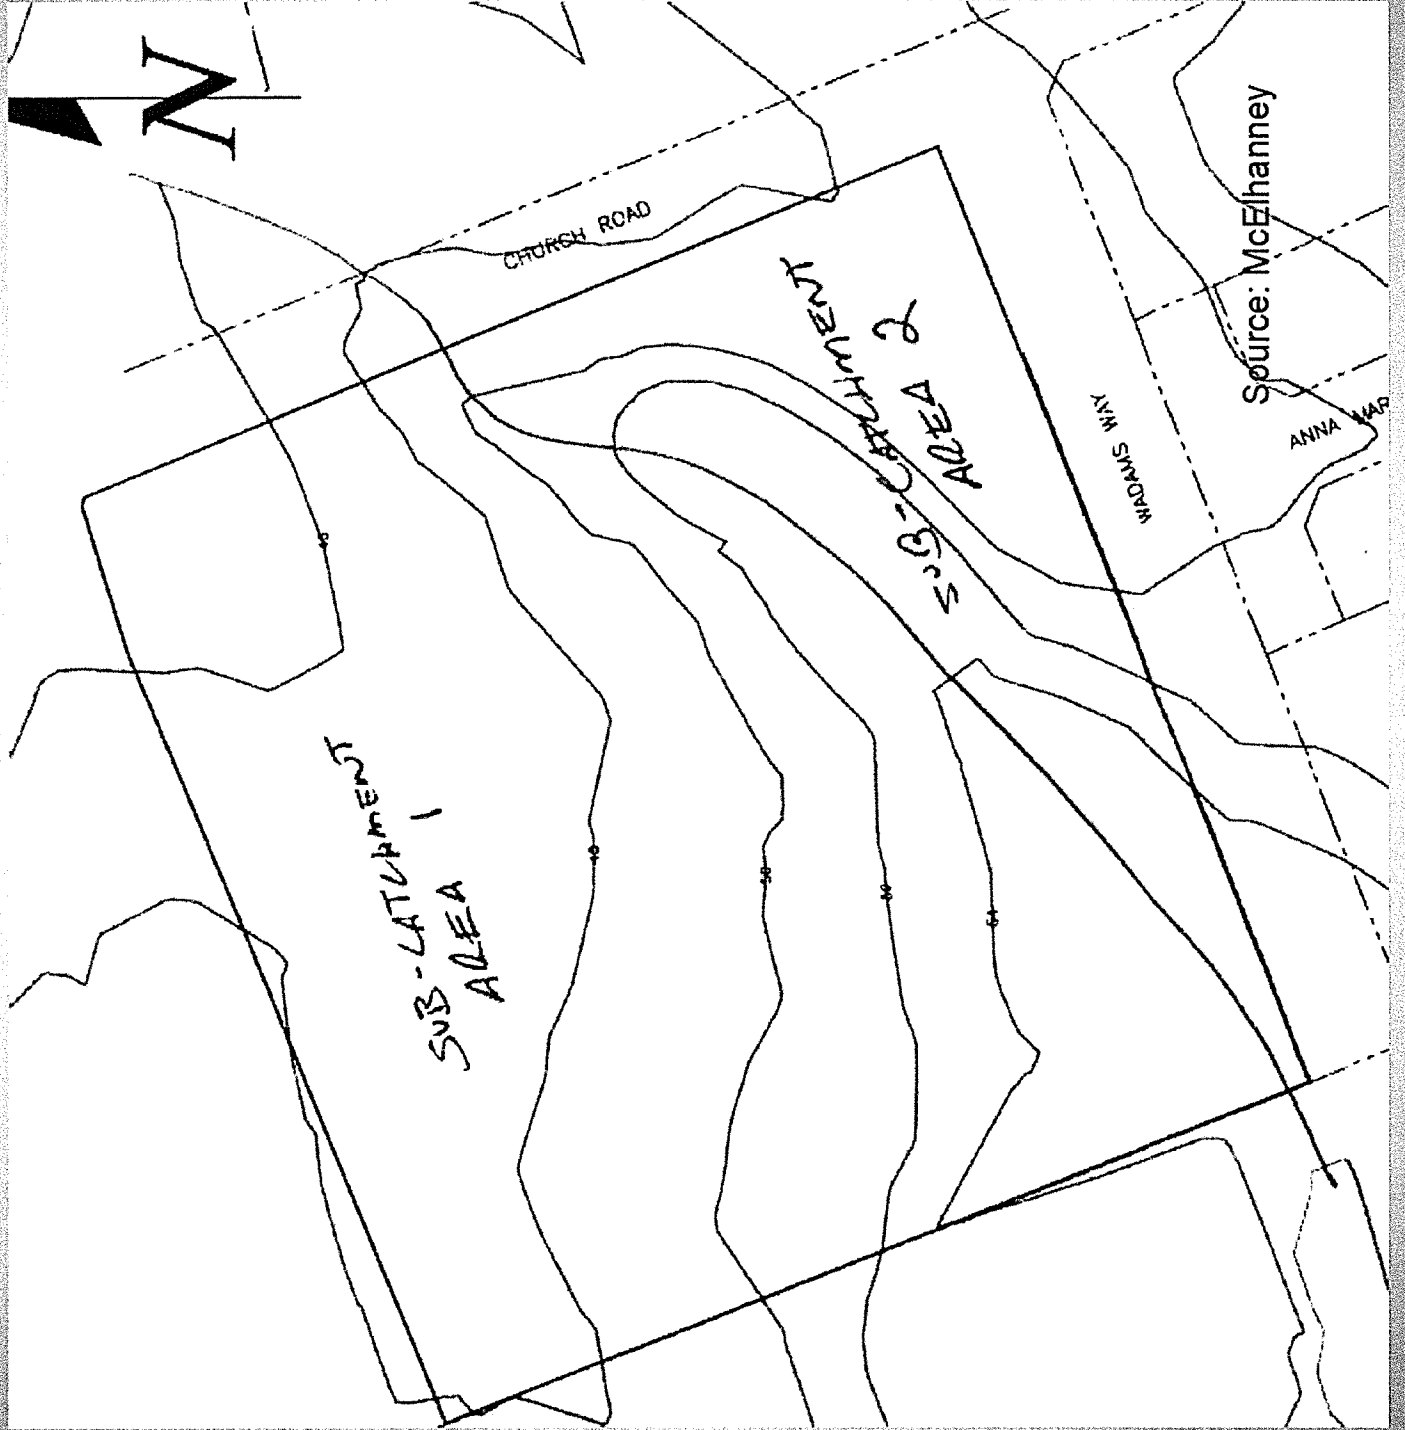 N
CHURCH ROAD
SUB-CATCHMENT
AREA 2
Source: McElhanney
WADAMS WAY
ANNA MAR
SUB-CATCHMENT
AREA 1